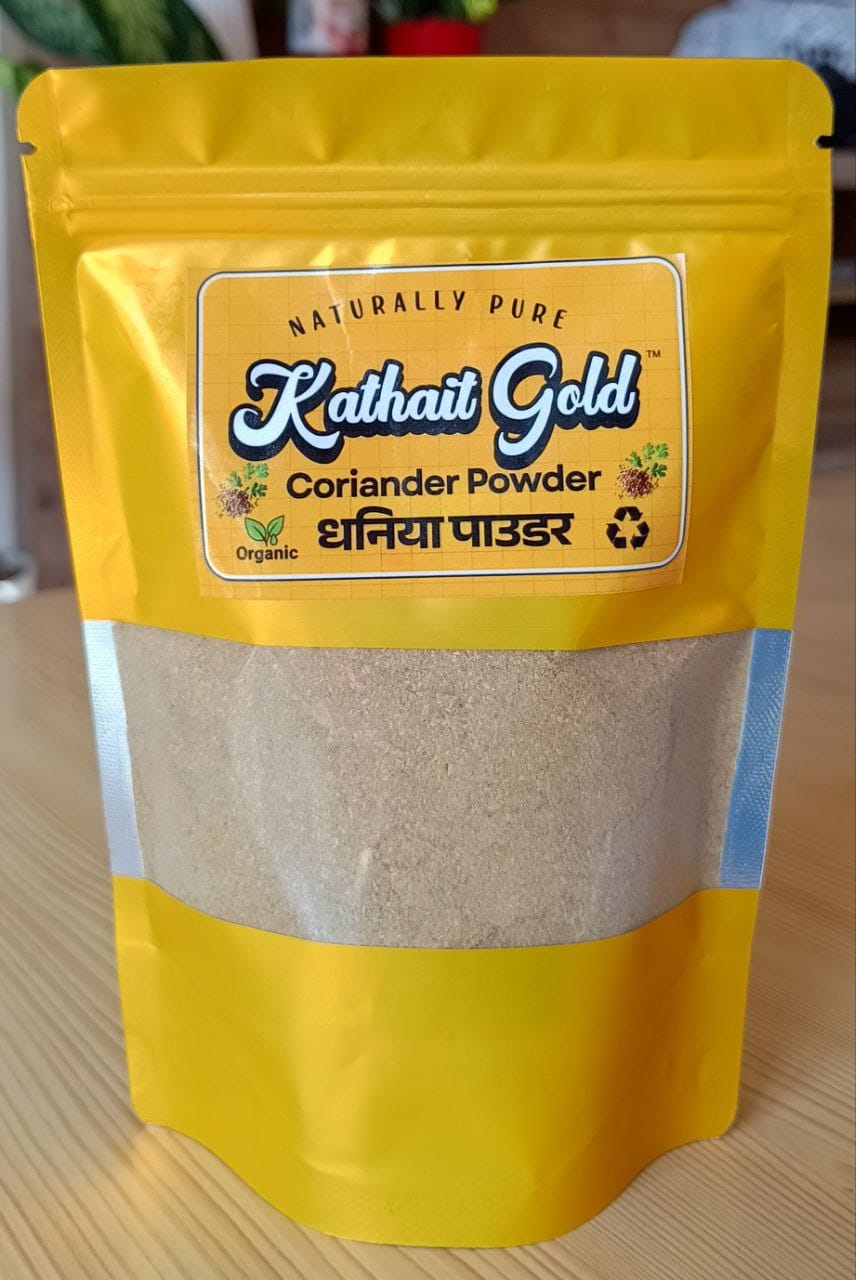 NATURALLY PURE
Kathait Gold™
Coriander Powder
धनिया पाउडर
Organic